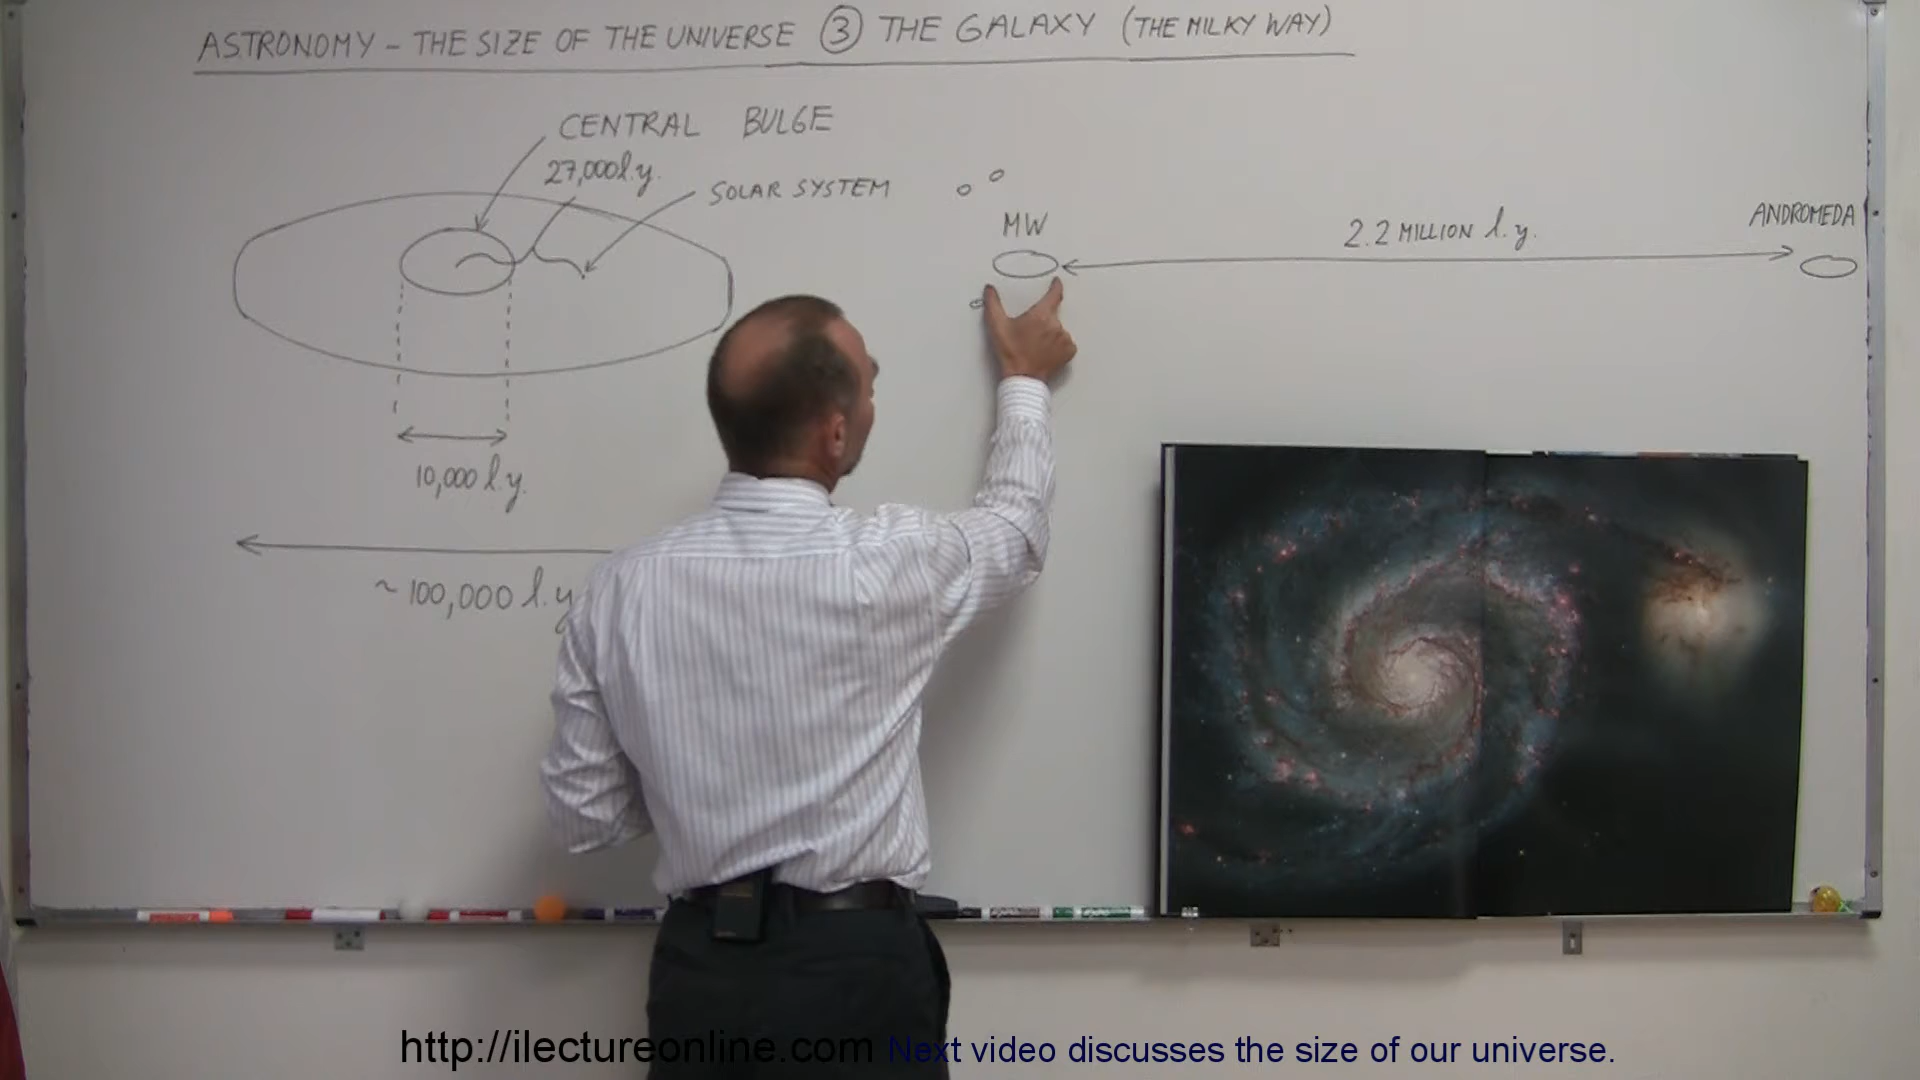 ASTRONOMY - THE SIZE OF THE UNIVERSE ③ THE GALAXY (THE MILKY WAY)
CENTRAL BULGE
27,000 l.y.
SOLAR SYSTEM
MW
2.2 MILLION l.y.
ANDROMEDA
10,000 l.y.
~100,000 l.y
http://ilectureonline.com Next video discusses the size of our universe.